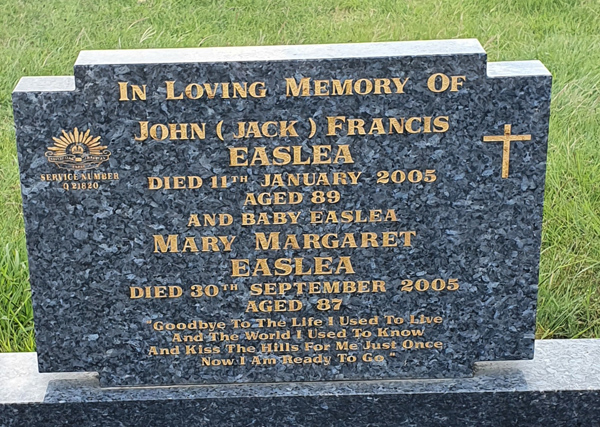 In Loving Memory Of
John ( Jack ) Francis
EASLEA
DIED 11TH JANUARY 2005
AGED 89
AND BABY EASLEA
Mary Margaret
EASLEA
DIED 30TH SEPTEMBER 2005
AGED 87
SERVICE NUMBER
Q21620
"Goodbye To The Life I Used To Live
And The World I Used To Know
And Kiss The Hills For Me Just Once
Now I Am Ready To Go "